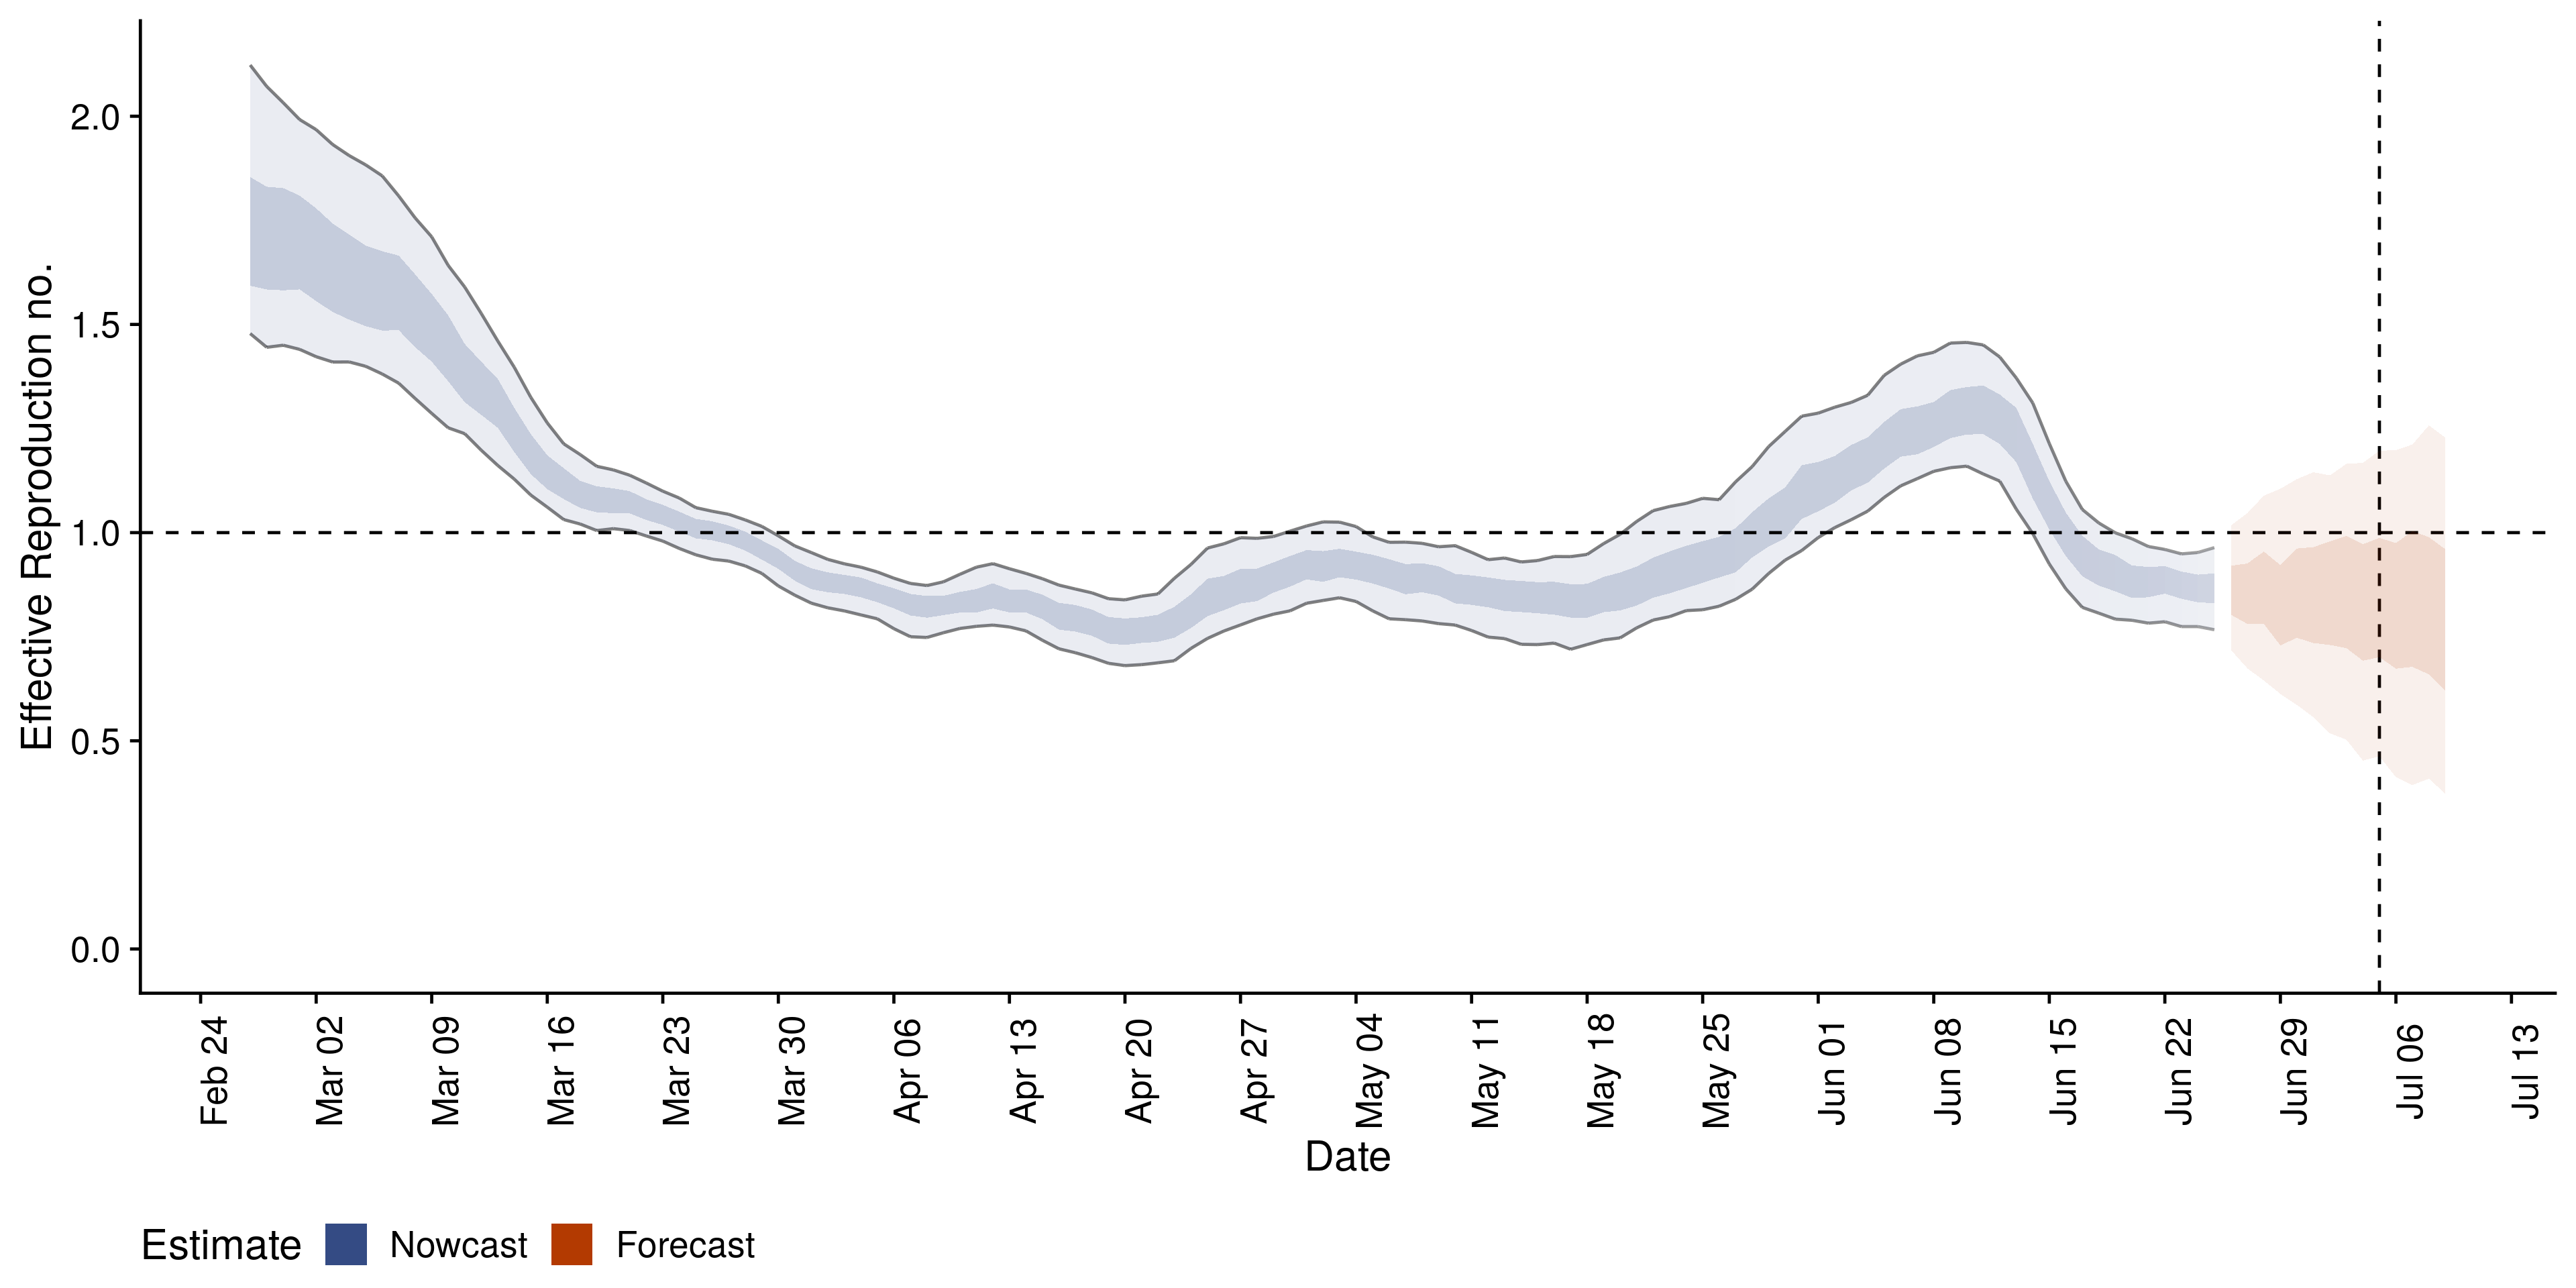 Effective Reproduction no.
2.0
1.5
1.0
0.5
0.0
Feb 24
Mar 02
Mar 09
Mar 16
Mar 23
Mar 30
Apr 06
Apr 13
Apr 20
Apr 27
May 04
May 11
May 18
May 25
Jun 01
Jun 08
Jun 15
Jun 22
Jun 29
Jul 06
Jul 13
Date
Estimate Nowcast Forecast